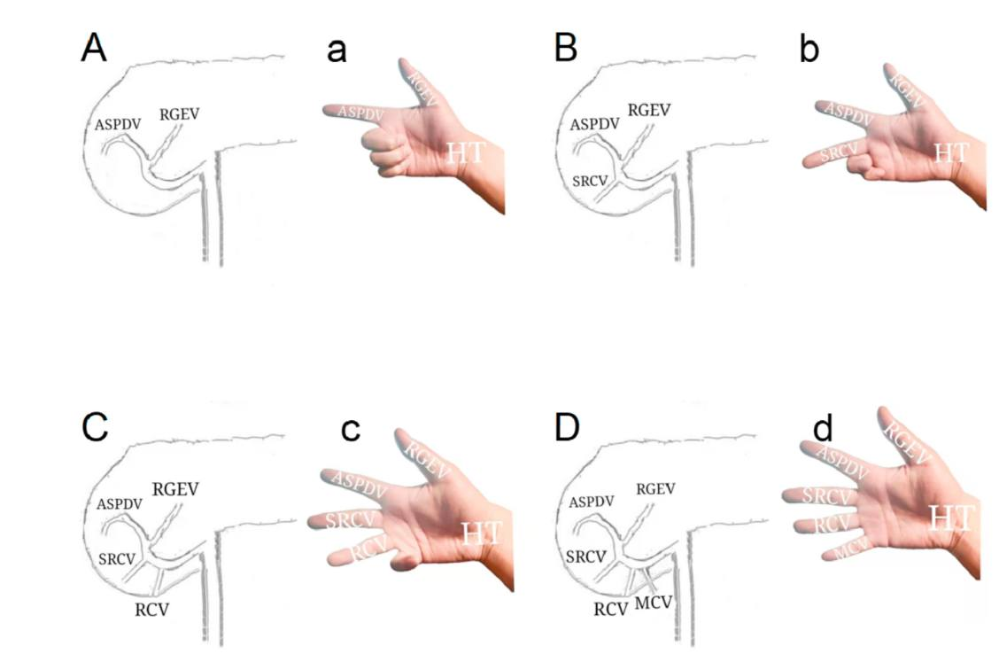 A
a
B
b
ASPDV
RGEV
ASPDV
RGEV
HT
ASPDV
RGEV
SRCV
ASPDV
RGEV
SRCV
HT
C
c
D
d
ASPDV
RGEV
SRCV
RCV
ASPDV
RGEV
SRCV
RCV
HT
ASPDV
RGEV
SRCV
RCV
MCV
ASPDV
RGEV
SRCV
RCV
MCV
HT